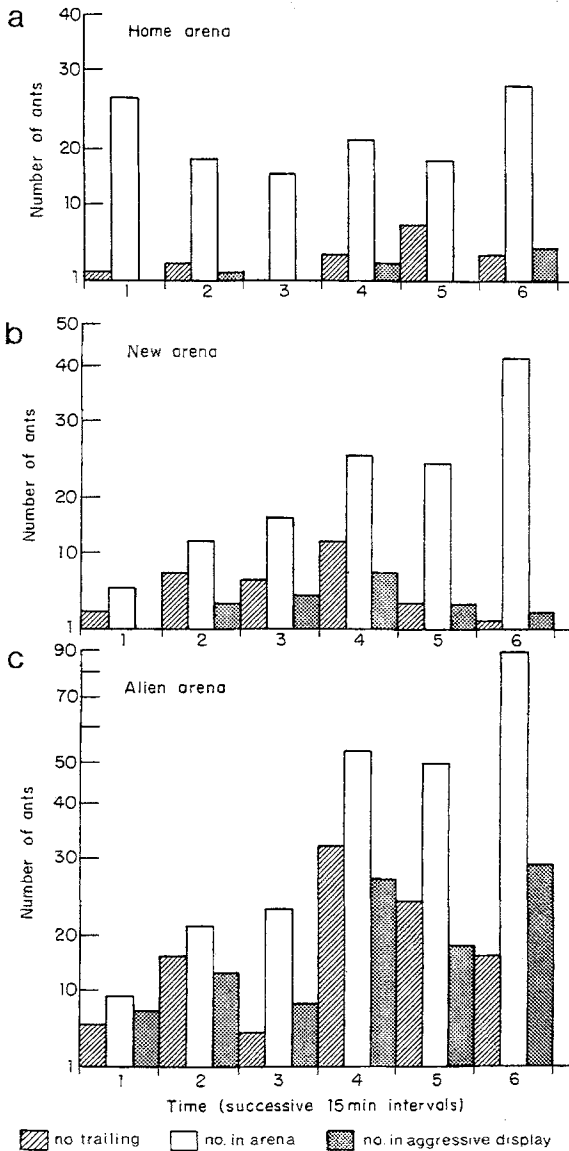 a
Home arena
40
30
20
10
1
Number of ants
1 2 3 4 5 6
b
New arena
50
40
30
20
10
1
Number of ants
1 2 3 4 5 6
c
Alien arena
90
70
50
40
30
20
10
1
Number of ants
1 2 3 4 5 6
Time (successive 15min intervals)
no trailing no. in arena no. in aggressive display